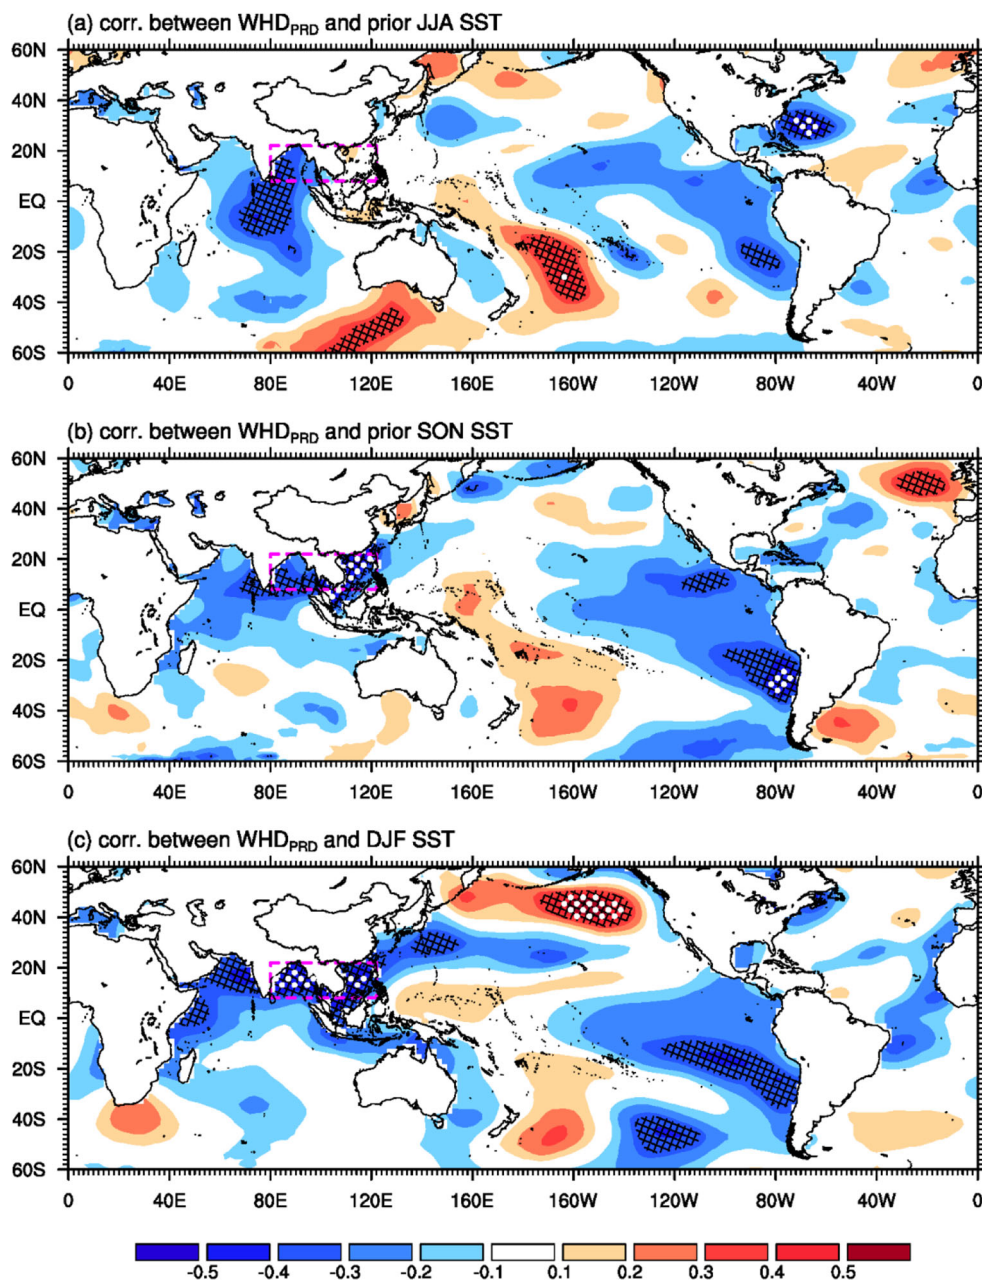 (a) corr. between WHDPRD and prior JJA SST
60N
40N
20N
EQ
20S
40S
60S
0 40E 80E 120E 160E 160W 120W 80W 40W 0
(b) corr. between WHDPRD and prior SON SST
60N
40N
20N
EQ
20S
40S
60S
0 40E 80E 120E 160E 160W 120W 80W 40W 0
(c) corr. between WHDPRD and DJF SST
60N
40N
20N
EQ
20S
40S
60S
0 40E 80E 120E 160E 160W 120W 80W 40W 0
-0.5 -0.4 -0.3 -0.2 -0.1 0.1 0.2 0.3 0.4 0.5